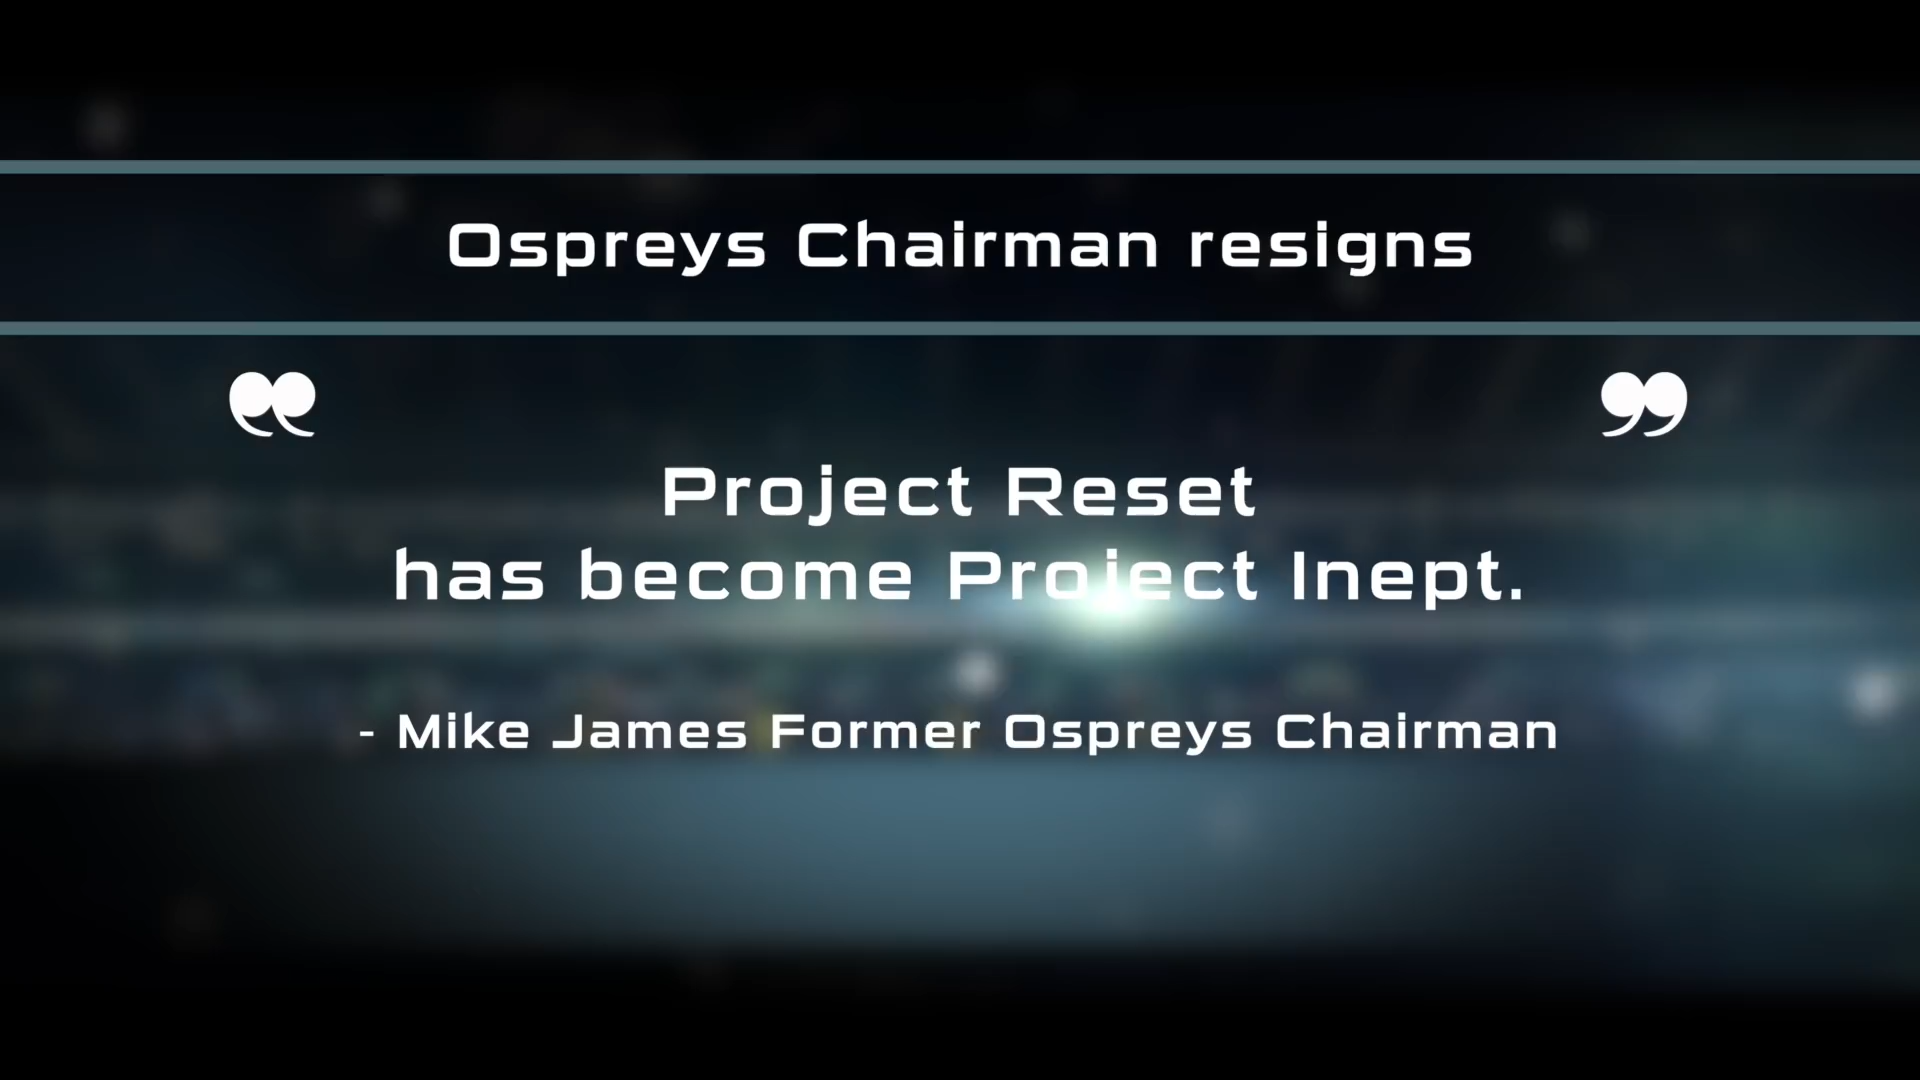 Ospreys Chairman resigns
“ ”
Project Reset
has become Project Inept.
- Mike James Former Ospreys Chairman